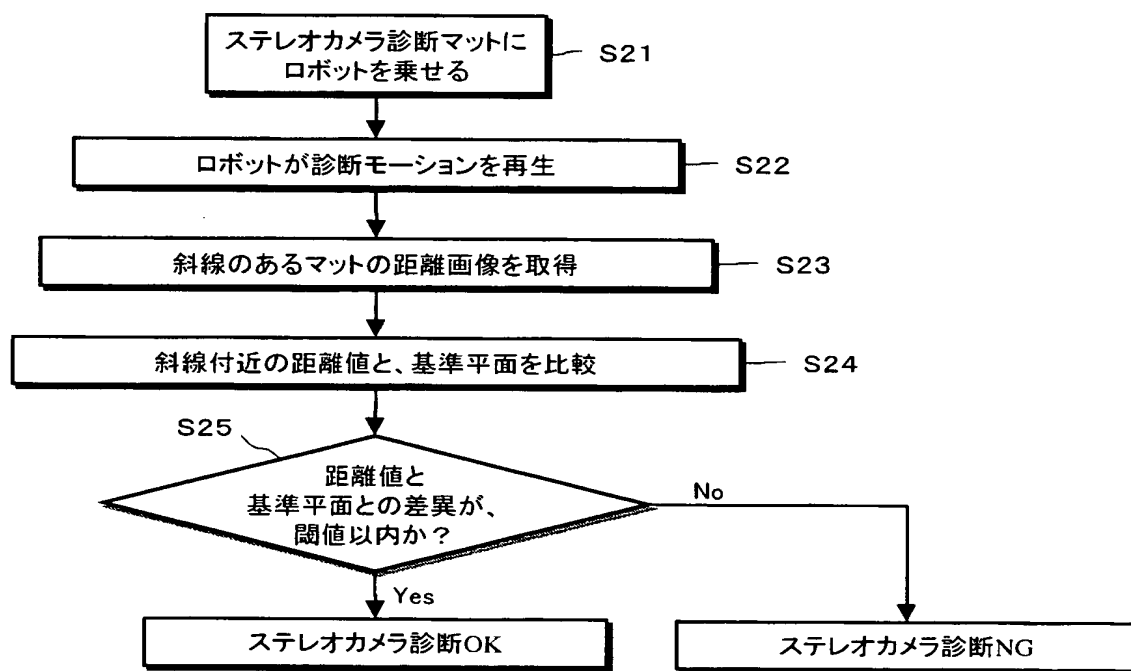 ステレオカメラ診断マットに
ロボットを乗せる
S21
ロボットが診断モーションを再生
S22
斜線のあるマットの距離画像を取得
S23
斜線付近の距離値と、基準平面を比較
S24
S25
距離値と
基準平面との差異が、
閾値以内か？
No
Yes
ステレオカメラ診断OK
ステレオカメラ診断NG